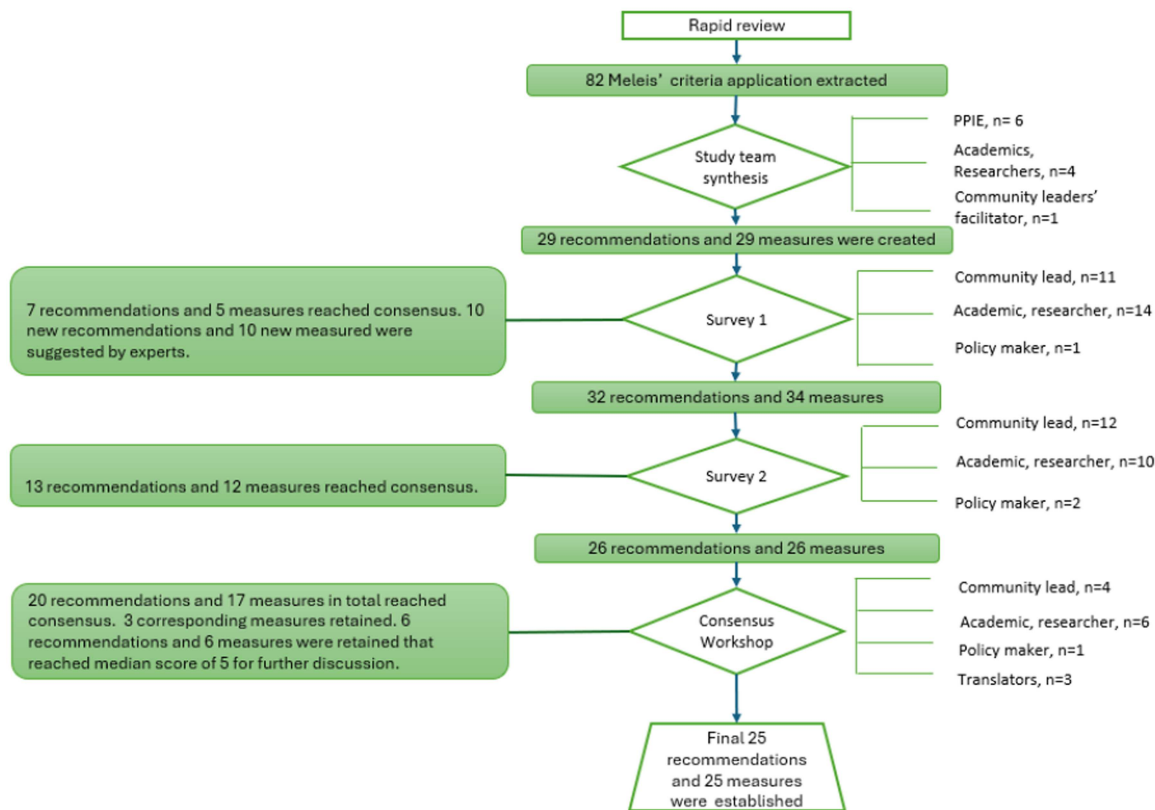 Rapid review
82 Meleis’ criteria application extracted
Study team
synthesis
PPIE, n= 6
Academics,
Researchers, n=4
Community leaders’
facilitator, n=1
29 recommendations and 29 measures were created
7 recommendations and 5 measures reached consensus. 10
new recommendations and 10 new measured were
suggested by experts.
Survey 1
Community lead, n=11
Academic, researcher, n=14
Policy maker, n=1
32 recommendations and 34 measures
13 recommendations and 12 measures reached consensus.
Survey 2
Community lead, n=12
Academic, researcher, n=10
Policy maker, n=2
26 recommendations and 26 measures
20 recommendations and 17 measures in total reached
consensus. 3 corresponding measures retained. 6
recommendations and 6 measures were retained that
reached median score of 5 for further discussion.
Consensus
Workshop
Community lead, n=4
Academic, researcher, n=6
Policy maker, n=1
Translators, n=3
Final 25
recommendations
and 25 measures
were established